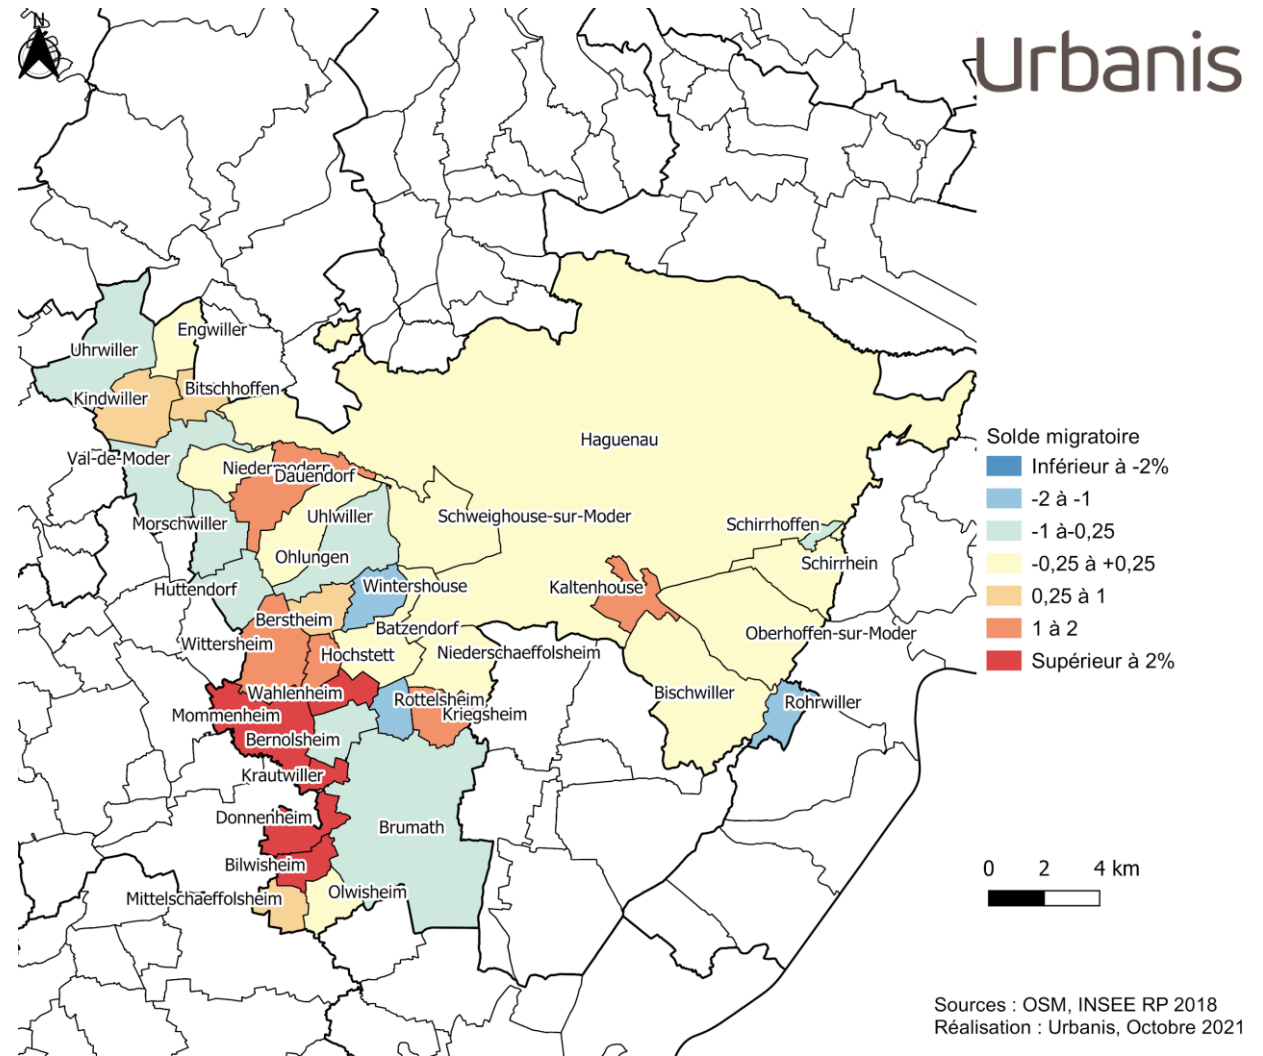 N
Urbanis
Engwiller
Uhrwiller
Bitschhoffen
Kindwiller
Haguenau
Solde migratoire
Inférieur à -2%
-2 à -1
-1 à-0,25
-0,25 à +0,25
0,25 à 1
1 à 2
Supérieur à 2%
Val-de-Moder
Niedermodern
Dauendorf
Morschwiller
Uhlwiller
Schweighouse-sur-Moder
Schirrhoffen
Ohlungen
Schirrhein
Huttendorf
Wintershouse
Kaltenhouse
Berstheim
Batzendorf
Wittersheim
Oberhoffen-sur-Moder
Hochstett
Niederschaeffolsheim
Wahlenheim
Rottelsheim
Bischwiller
Rohrwiller
Mommenheim
Kriegsheim
Bernolsheim
Krautwiller
Donnenheim
Brumath
Bilwisheim
Mittelschaeffolsheim
Olwisheim
0 2 4 km
Sources : OSM, INSEE RP 2018
Réalisation : Urbanis, Octobre 2021